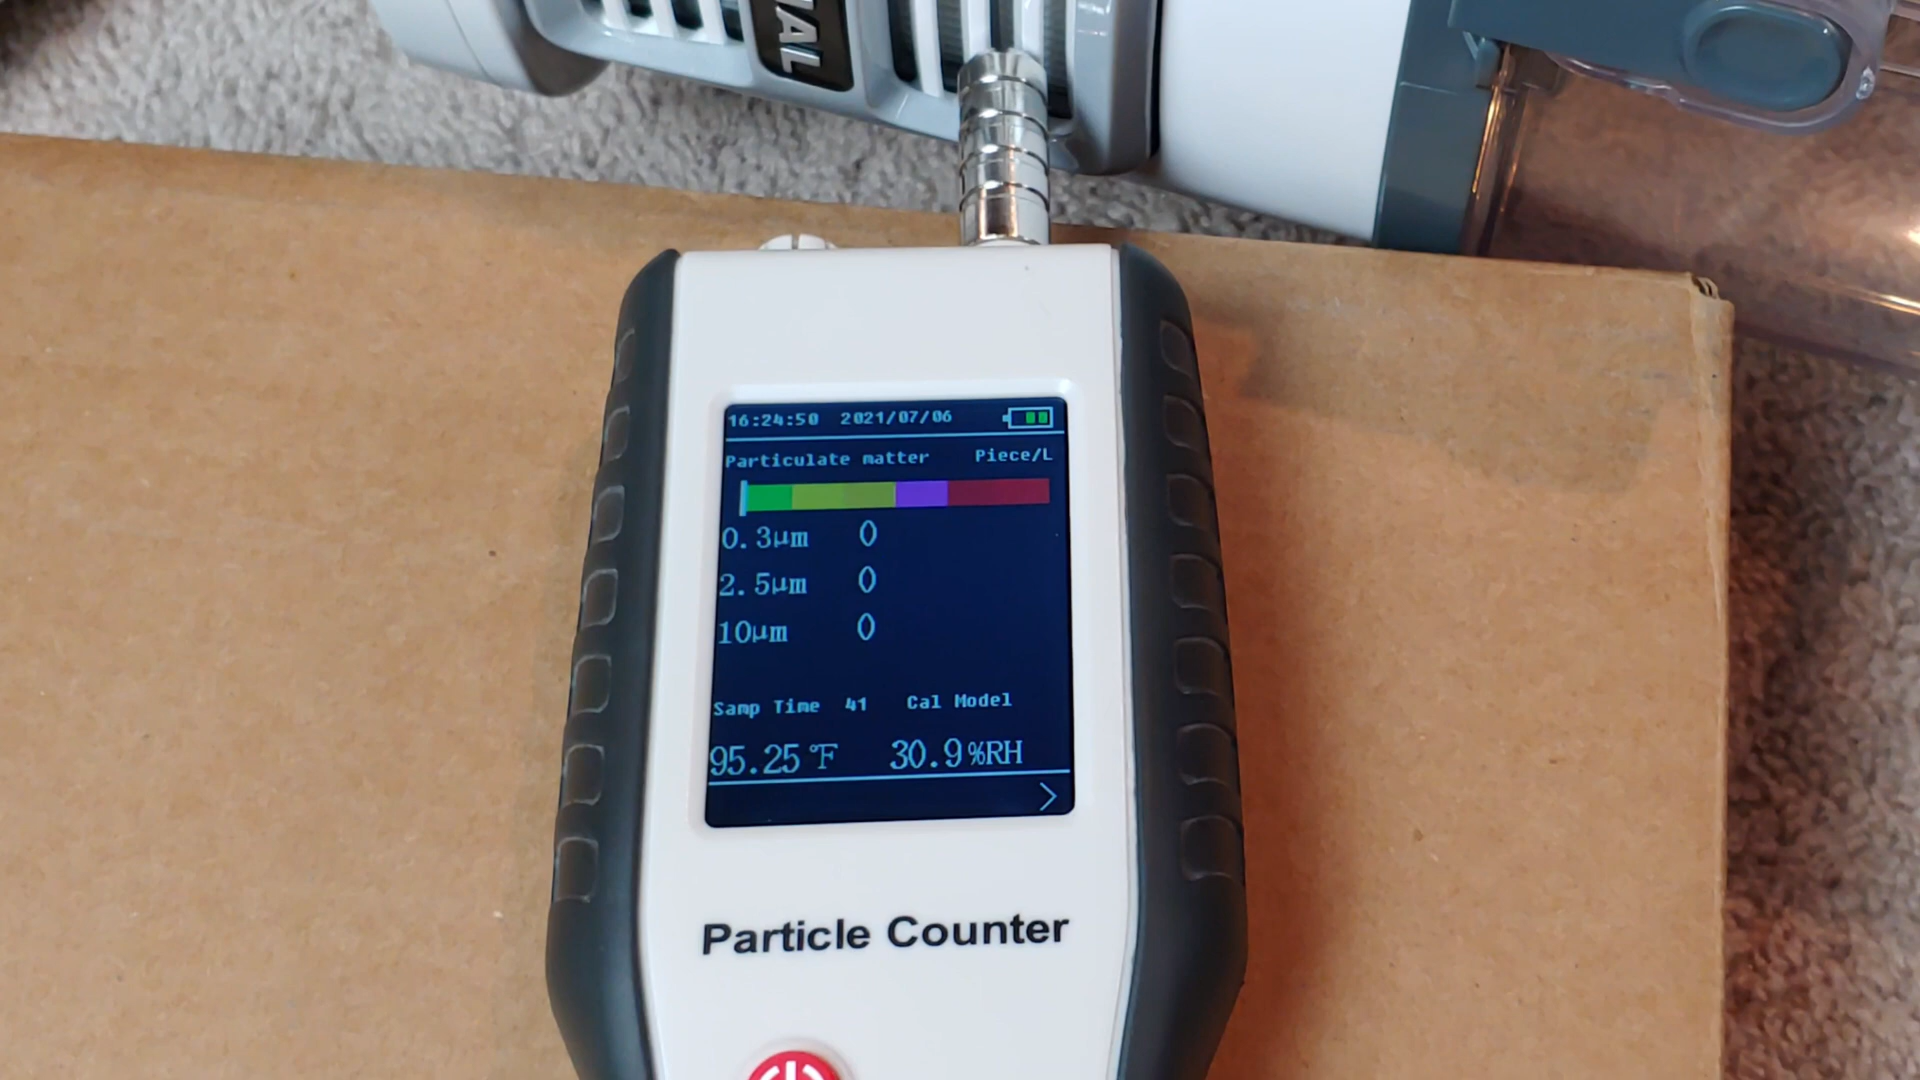 NAL
16:24:50 2021/07/06
Particulate matter Piece/L
0.3μm 0
2.5μm 0
10μm 0
Samp Time 41 Cal Model
95.25℉ 30.9%RH
>
Particle Counter